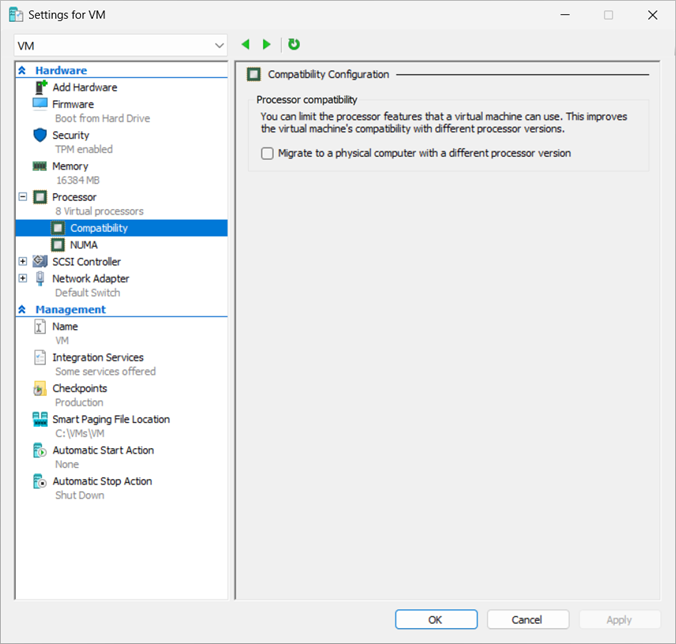 Settings for VM
VM
Hardware
Add Hardware
Firmware
Boot from Hard Drive
Security
TPM enabled
Memory
16384 MB
Processor
8 Virtual processors
Compatibility
NUMA
SCSI Controller
Network Adapter
Default Switch
Management
Name
VM
Integration Services
Some services offered
Checkpoints
Production
Smart Paging File Location
C:\VMs\VM
Automatic Start Action
None
Automatic Stop Action
Shut Down
Compatibility Configuration
Processor compatibility
You can limit the processor features that a virtual machine can use. This improves
the virtual machine's compatibility with different processor versions.
Migrate to a physical computer with a different processor version
OK
Cancel
Apply